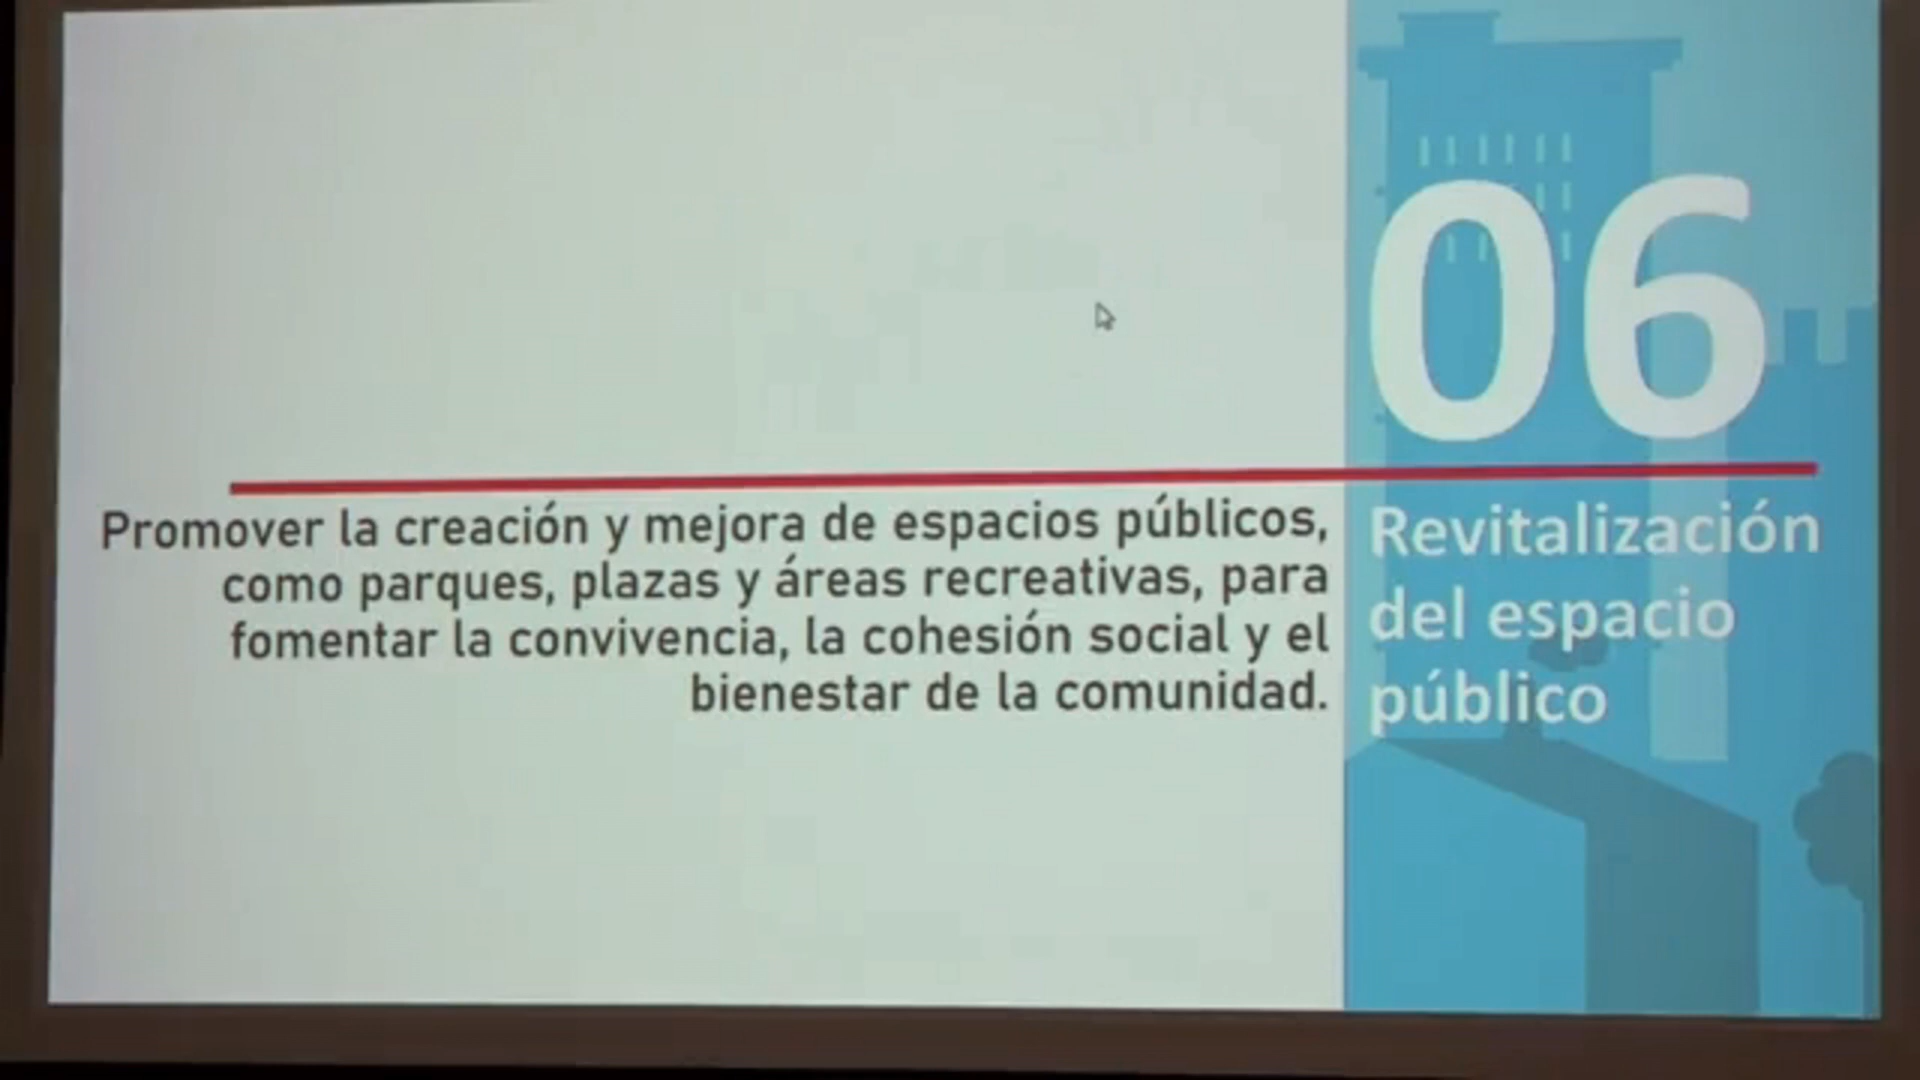 06
Revitalización
del espacio
público
Promover la creación y mejora de espacios públicos,
como parques, plazas y áreas recreativas, para
fomentar la convivencia, la cohesión social y el
bienestar de la comunidad.